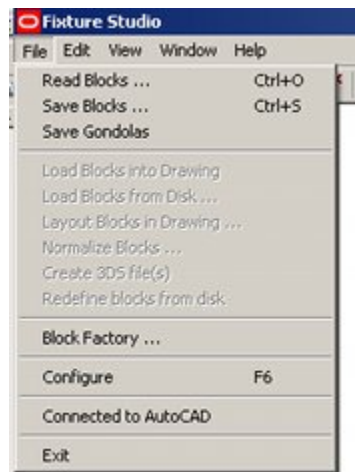 Fixture Studio
File Edit View Window Help
Read Blocks ... Ctrl+O
Save Blocks ... Ctrl+S
Save Gondolas
Load Blocks into Drawing
Load Blocks from Disk ...
Layout Blocks in Drawing ...
Normalize Blocks ...
Create 3DS file(s)
Redefine blocks from disk
Block Factory ...
Configure F6
Connected to AutoCAD
Exit